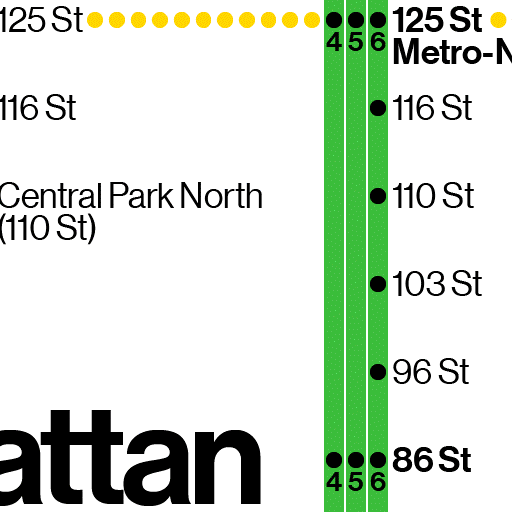 125 St
4 5 6
125 St
Metro-N
116 St
116 St
Central Park North
(110 St)
110 St
103 St
96 St
attan
4 5 6
86 St